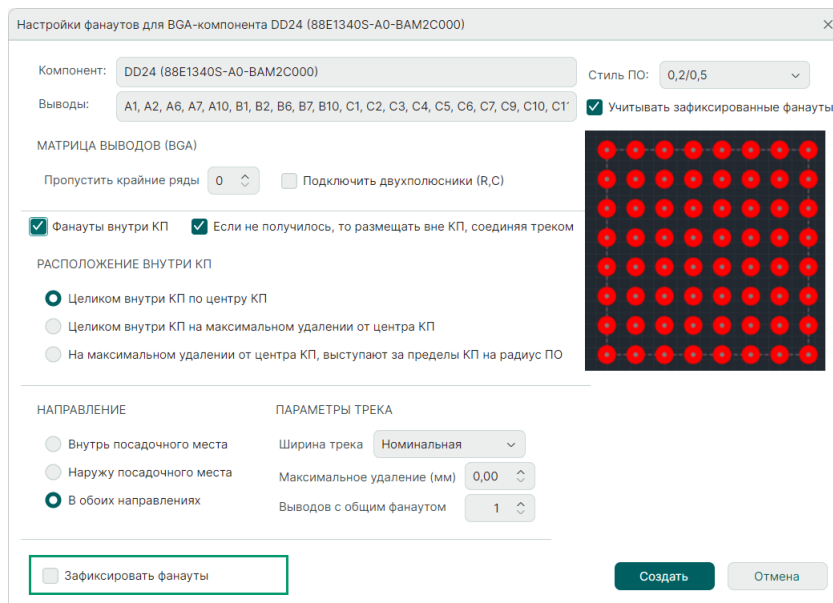 Настройки фанаутов для BGA-компонента DD24 (88E1340S-A0-BAM2C000)
Компонент: DD24 (88E1340S-A0-BAM2C000) Стиль ПО: 0,2/0,5
Выводы: A1, A2, A6, A7, A10, B1, B2, B6, B7, B10, C1, C2, C3, C4, C5, C6, C7, C9, C10, C11 Учитывать зафиксированные фанауты
МАТРИЦА ВЫВОДОВ (BGA)
Пропустить крайние ряды 0 Подключить двухполюсники (R,C)
Фанауты внутри КП Если не получилось, то размещать вне КП, соединяя треком
РАСПОЛОЖЕНИЕ ВНУТРИ КП
Целиком внутри КП по центру КП
Целиком внутри КП на максимальном удалении от центра КП
На максимальном удалении от центра КП, выступают за пределы КП на радиус ПО
НАПРАВЛЕНИЕ ПАРАМЕТРЫ ТРЕКА
Внутрь посадочного места Ширина трека Номинальная
Наружу посадочного места Максимальное удаление (мм) 0,00
В обоих направлениях Выводов с общим фанаутом 1
Зафиксировать фанауты Создать Отмена